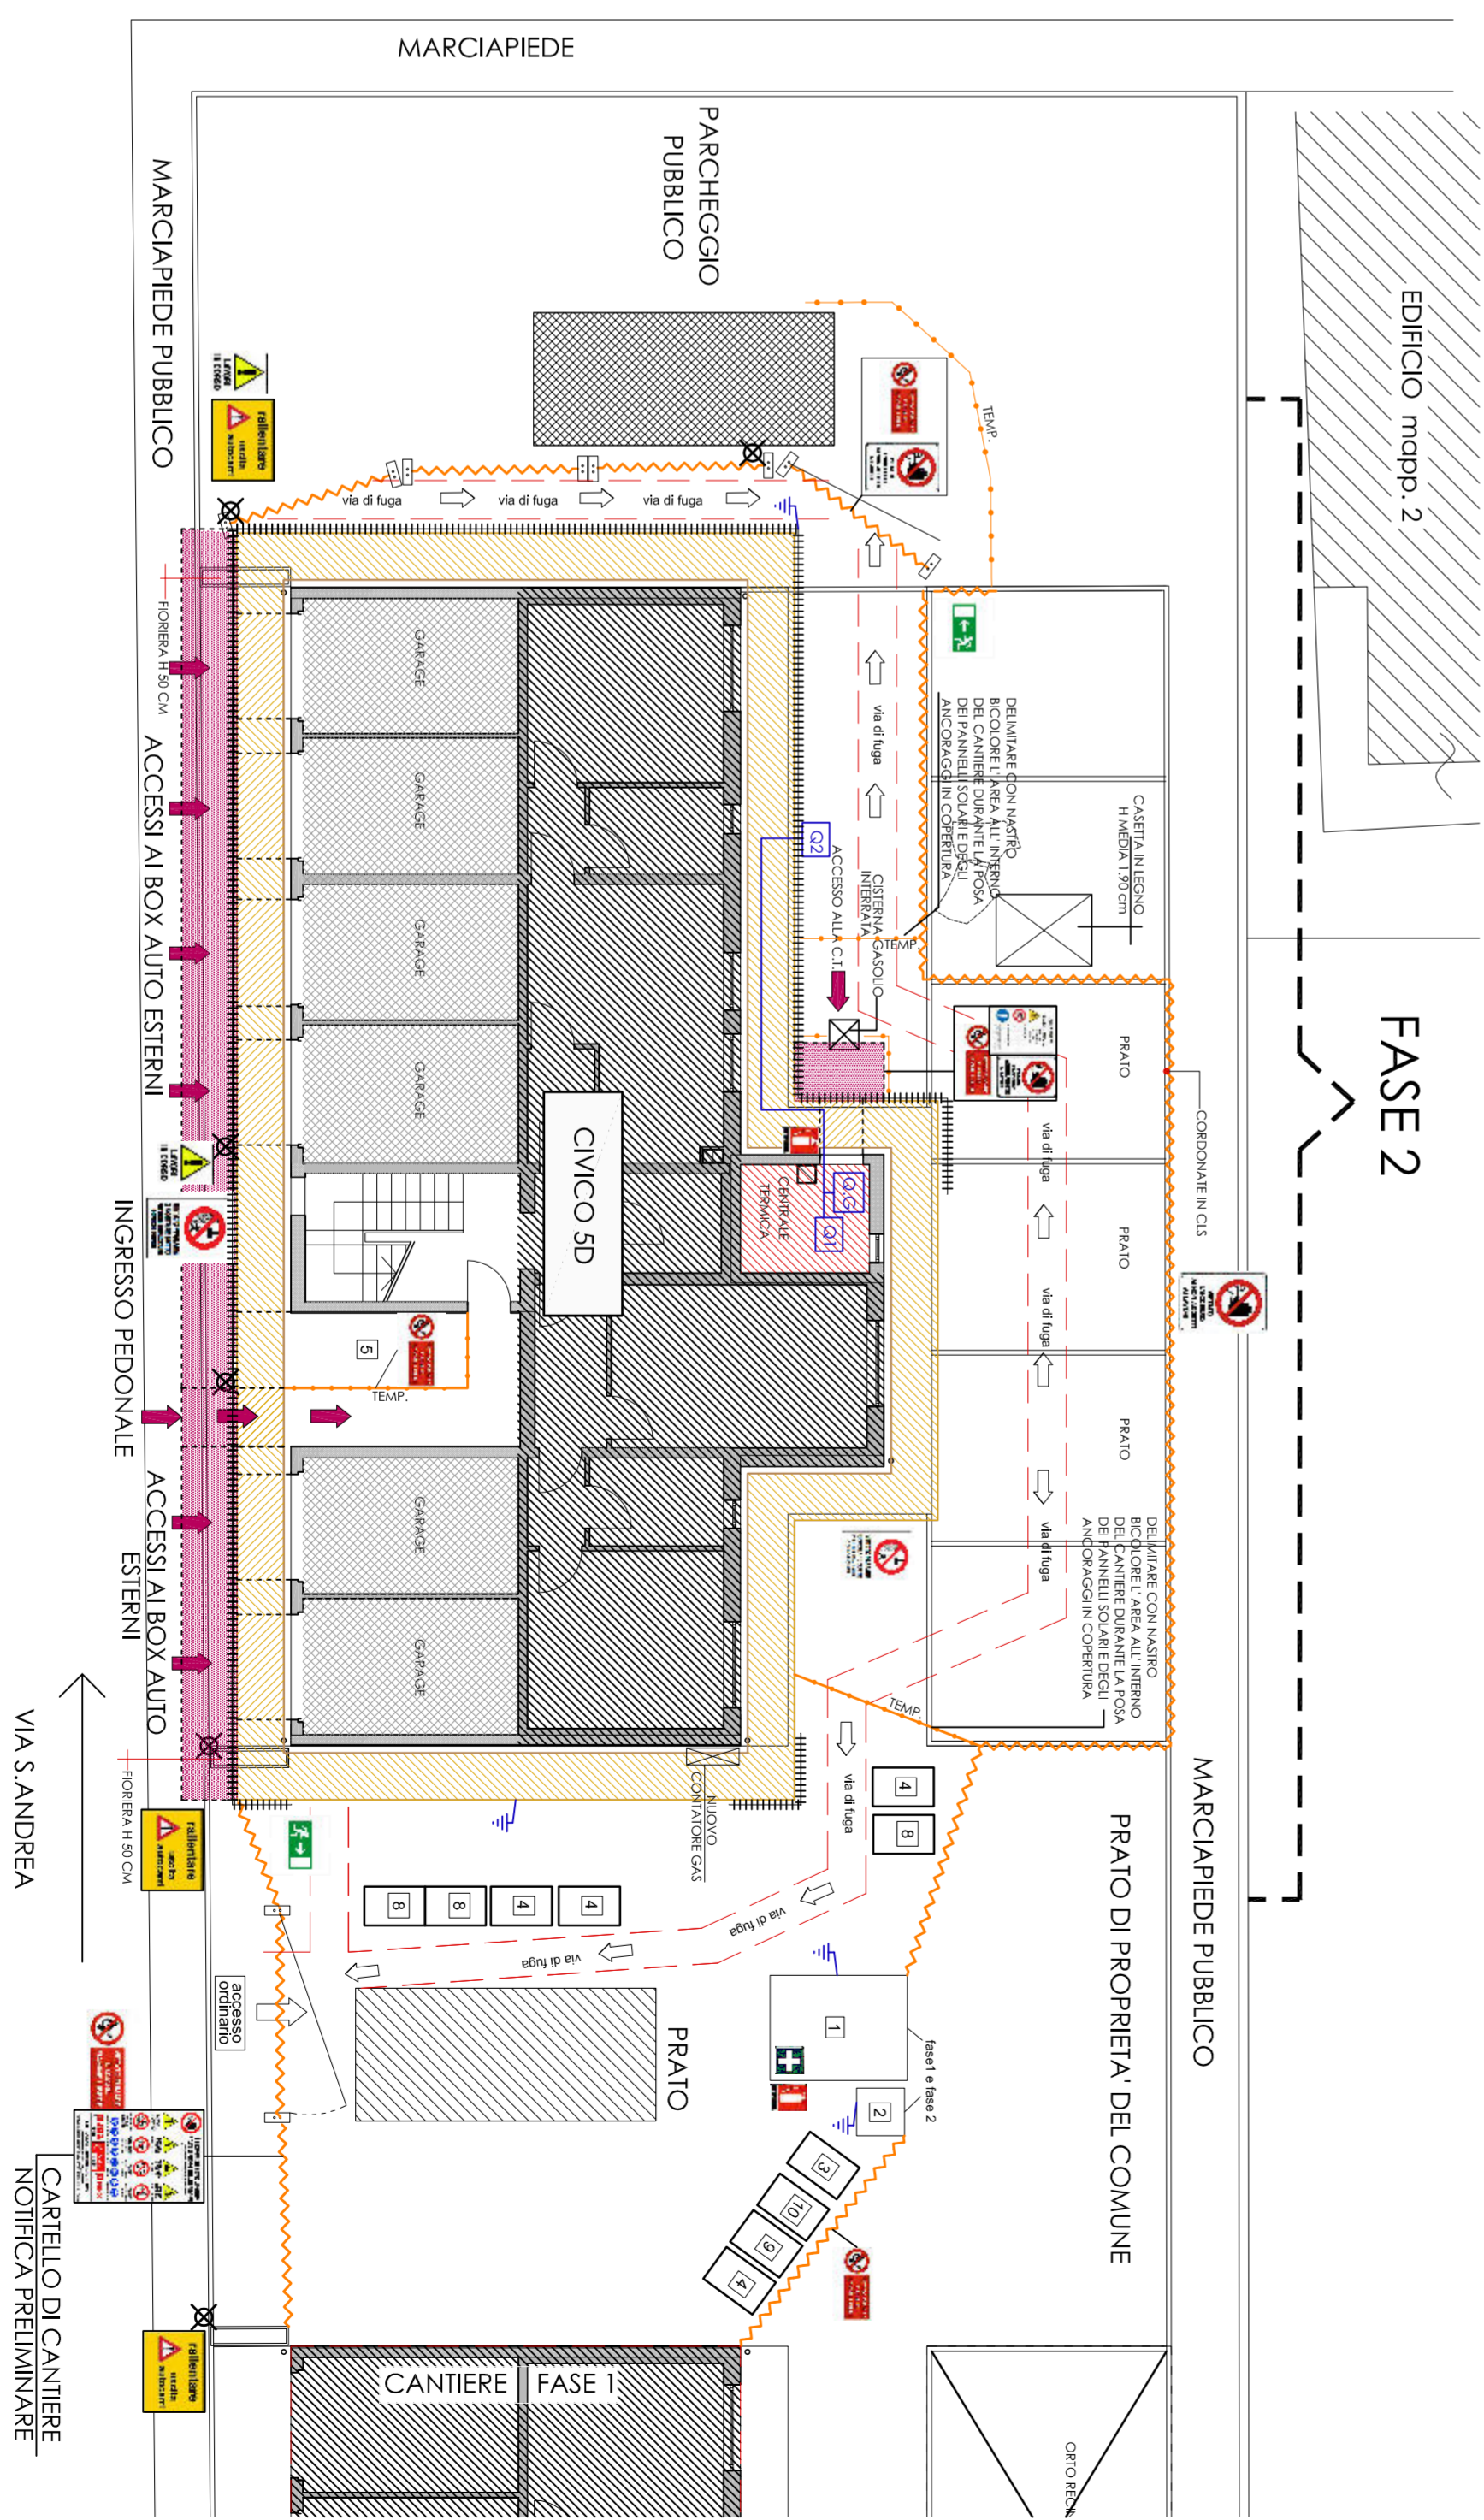 MARCIAPIEDE
EDIFICIO mapp. 2
FASE 2
PARCHEGGIO
PUBBLICO
MARCIAPIEDE PUBBLICO
TEMP.
rallentare
via di fuga
via di fuga
via di fuga
FIORIERA H 50 CM
ACCESSI AI BOX AUTO ESTERNI
GARAGE
GARAGE
GARAGE
GARAGE
via di fuga
DELIMITARE CON NASTRO
BICOLORE L' AREA ALL' INTERNO
DEL CANTIERE DURANTE LA POSA
DEI PANNELLI SOLARI E DEGLI
ANCORAGGI IN COPERTURA
CASETTA IN LEGNO
H MEDIA 1.90 cm
Q2
ACCESSO ALLA C.T.
CISTERNA GASOLIO
INTERRATA
TEMP.
PRATO
CORDONATE IN CLS
via di fuga
CIVICO 5D
CENTRALE
TERMICA
Q.G
Q1
PRATO
via di fuga
INGRESSO PEDONALE
5
TEMP.
PRATO
via di fuga
DELIMITARE CON NASTRO
BICOLORE L' AREA ALL' INTERNO
DEL CANTIERE DURANTE LA POSA
DEI PANNELLI SOLARI E DEGLI
ANCORAGGI IN COPERTURA
ACCESSI AI BOX AUTO
ESTERNI
GARAGE
GARAGE
TEMP.
MARCIAPIEDE PUBBLICO
PRATO DI PROPRIETA' DEL COMUNE
VIA S.ANDREA
FIORIERA H 50 CM
rallentare
NUOVO
CONTATORE GAS
via di fuga
4
8
8
8
4
4
via di fuga
via di fuga
accesso
ordinario
PRATO
1
fase1 e fase 2
2
3
10
9
4
CARTELLO DI CANTIERE
NOTIFICA PRELIMINARE
rallentare
CANTIERE FASE 1